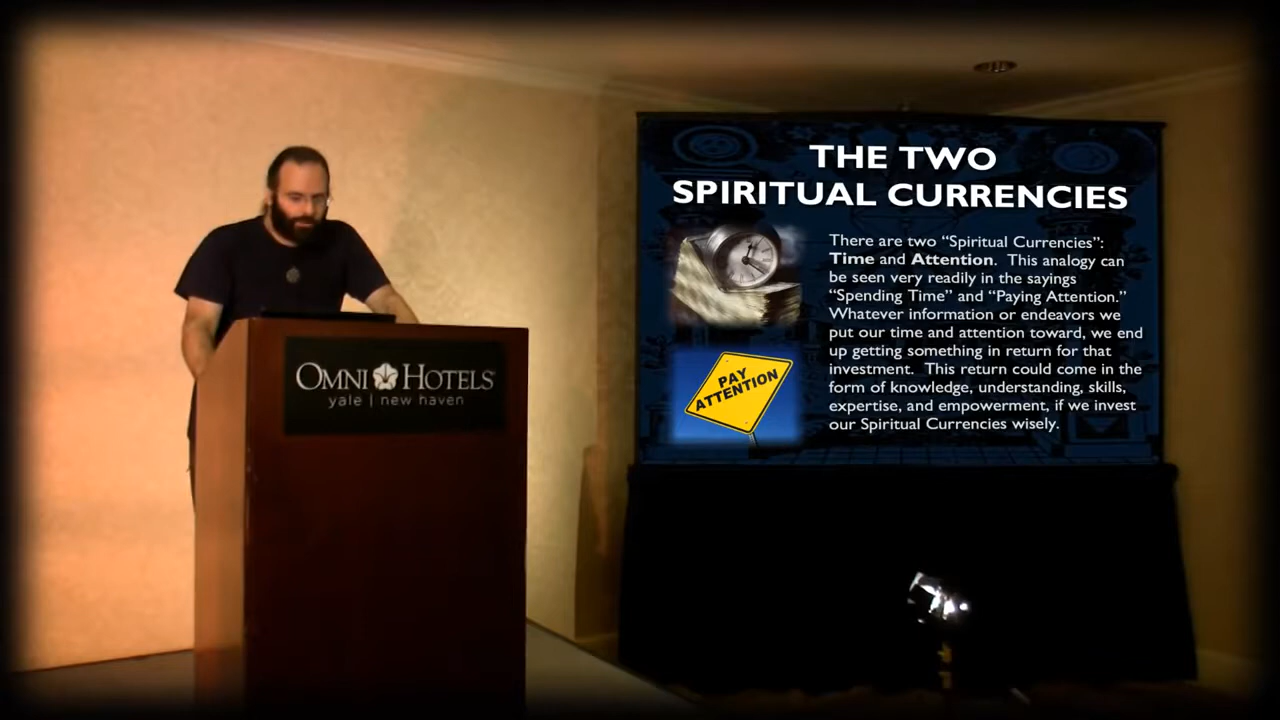 OMNI HOTELS
yale | new haven
THE TWO
SPIRITUAL CURRENCIES
There are two “Spiritual Currencies”:
Time and Attention. This analogy can
be seen very readily in the sayings
“Spending Time” and “Paying Attention.”
Whatever information or endeavors we
put our time and attention toward, we end
up getting something in return for that
investment. This return could come in the
form of knowledge, understanding, skills,
expertise, and empowerment, if we invest
our Spiritual Currencies wisely.
PAY
ATTENTION